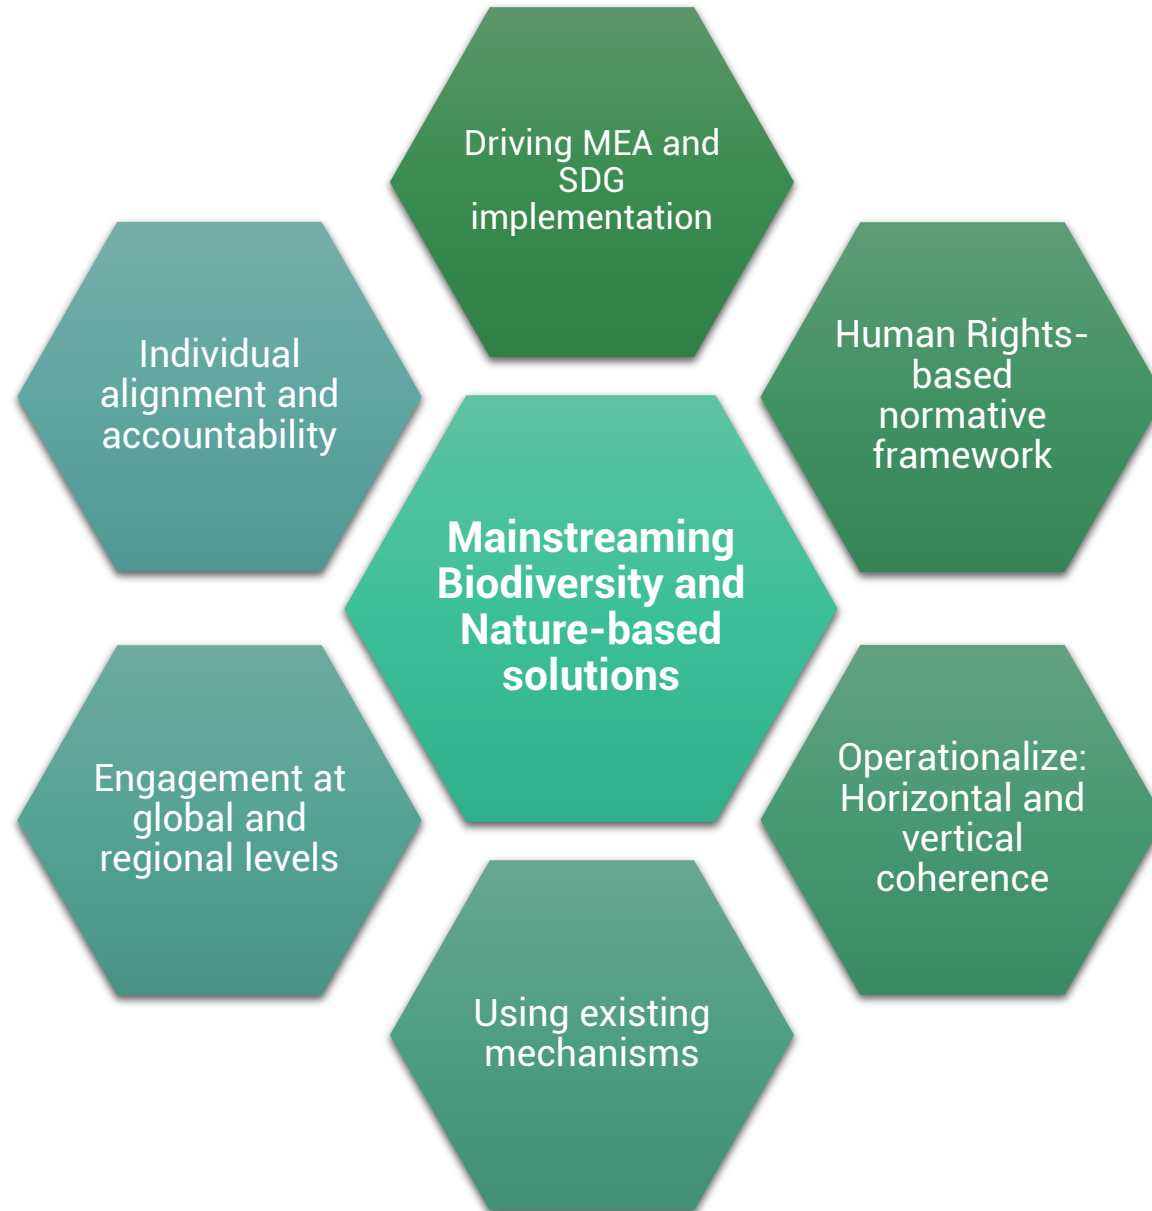 Driving MEA and
SDG
implementation
Human Rights-
based
normative
framework
Individual
alignment and
accountability
Mainstreaming
Biodiversity and
Nature-based
solutions
Operationalize:
Horizontal and
vertical
coherence
Engagement at
global and
regional levels
Using existing
mechanisms